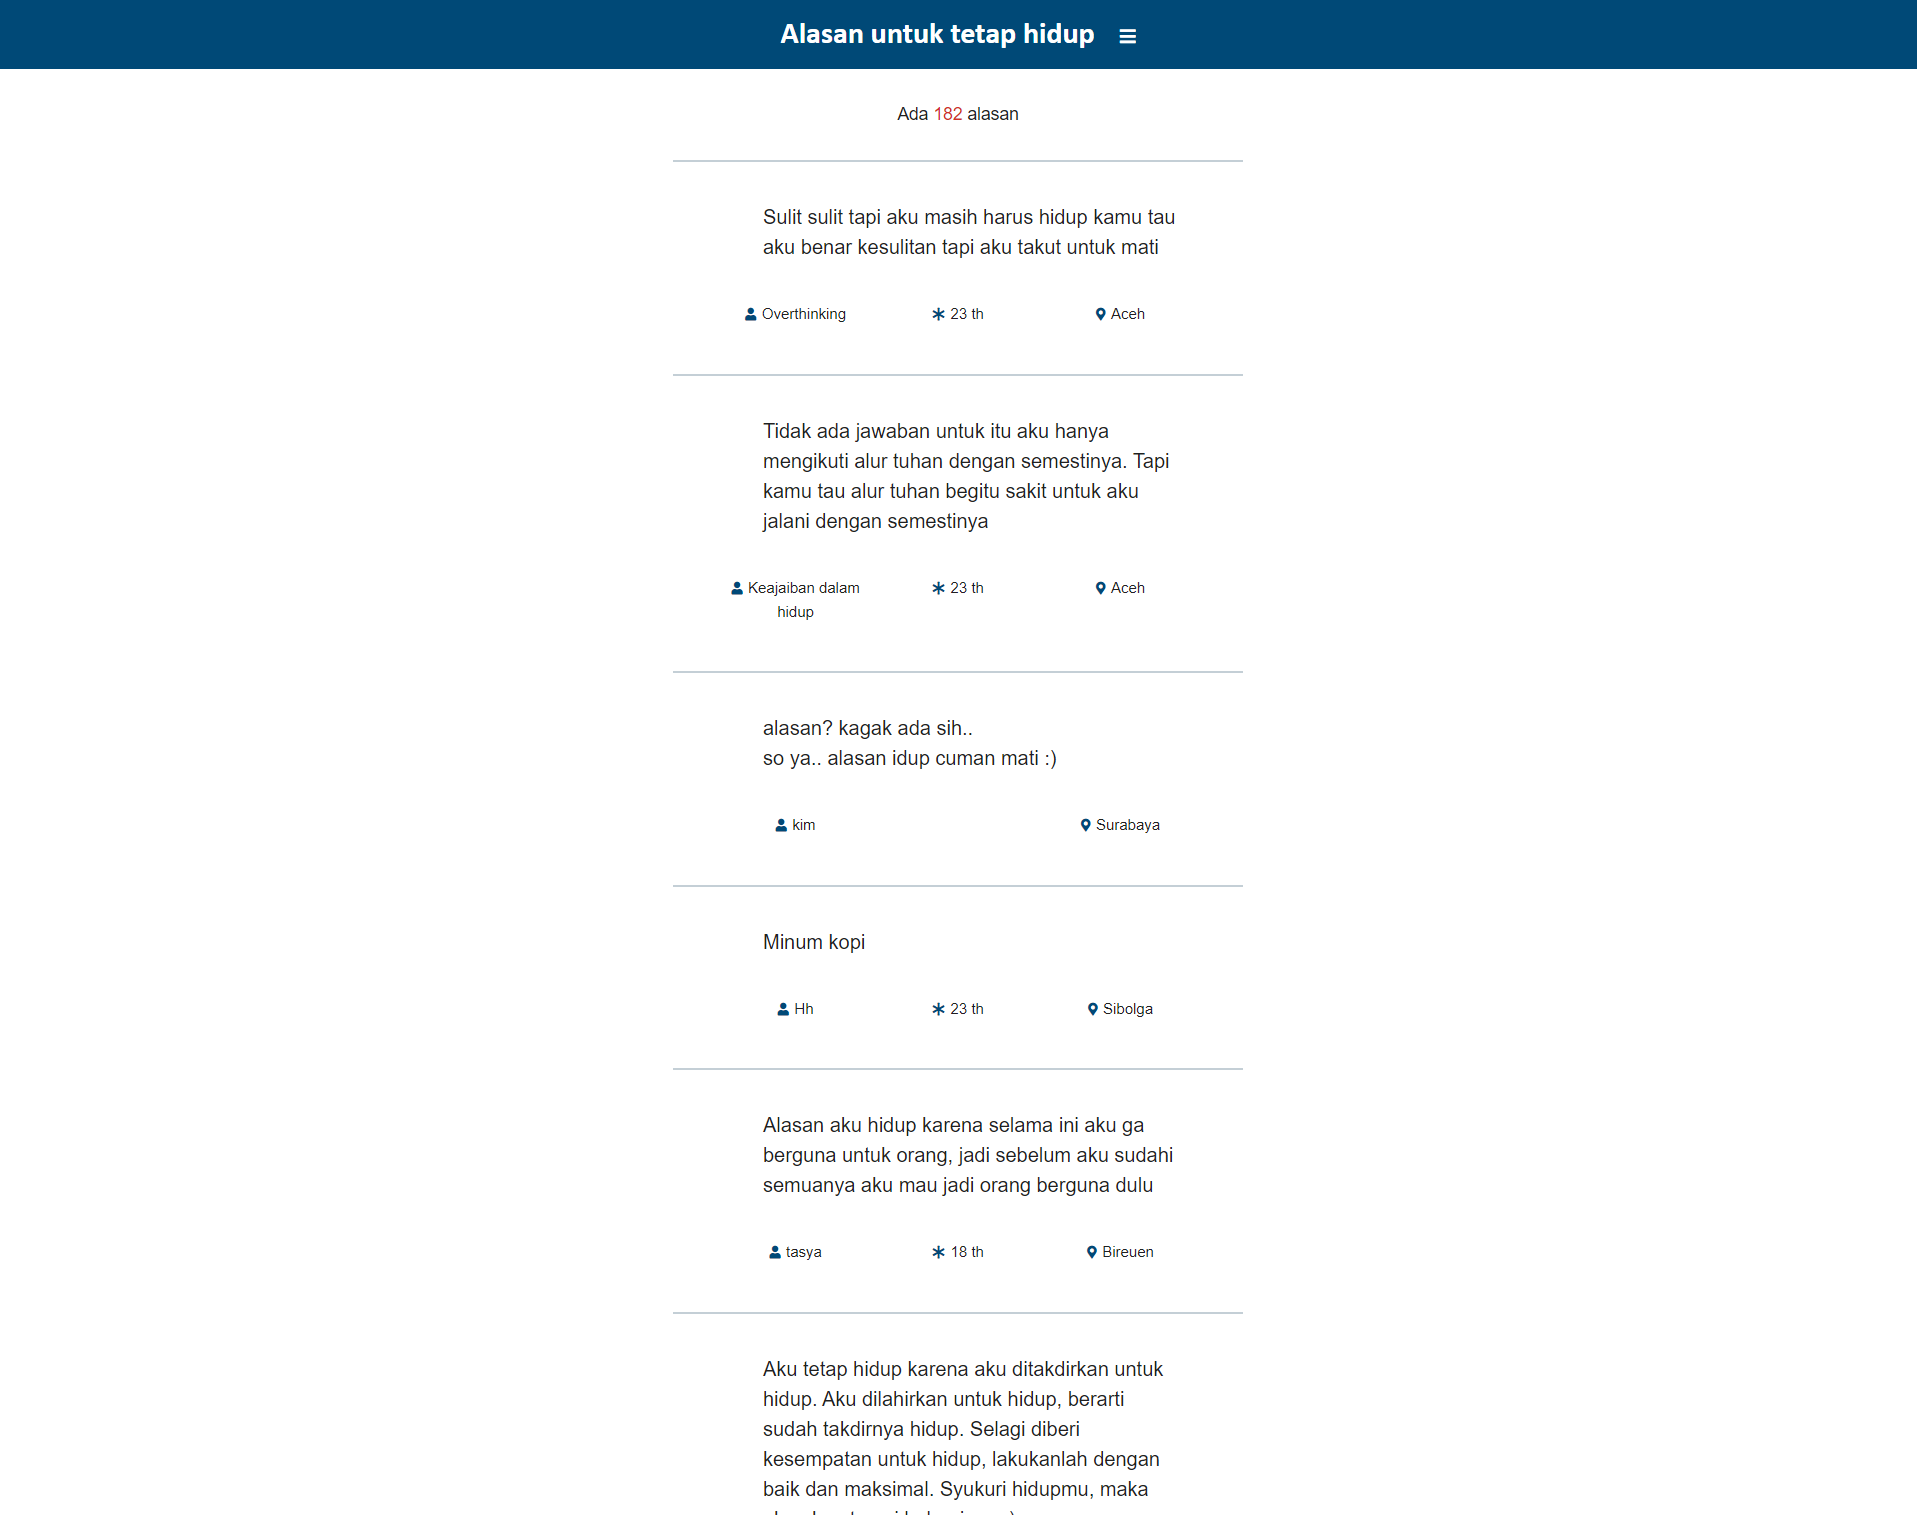 Alasan untuk tetap hidup
Ada 182 alasan
Sulit sulit tapi aku masih harus hidup kamu tau
aku benar kesulitan tapi aku takut untuk mati
Overthinking 23 th Aceh
Tidak ada jawaban untuk itu aku hanya
mengikuti alur tuhan dengan semestinya. Tapi
kamu tau alur tuhan begitu sakit untuk aku
jalani dengan semestinya
Keajaiban dalam hidup 23 th Aceh
alasan? kagak ada sih..
so ya.. alasan idup cuman mati :)
kim Surabaya
Minum kopi
Hh 23 th Sibolga
Alasan aku hidup karena selama ini aku ga
berguna untuk orang, jadi sebelum aku sudahi
semuanya aku mau jadi orang berguna dulu
tasya 18 th Bireuen
Aku tetap hidup karena aku ditakdirkan untuk
hidup. Aku dilahirkan untuk hidup, berarti
sudah takdirnya hidup. Selagi diberi
kesempatan untuk hidup, lakukanlah dengan
baik dan maksimal. Syukuri hidupmu, maka